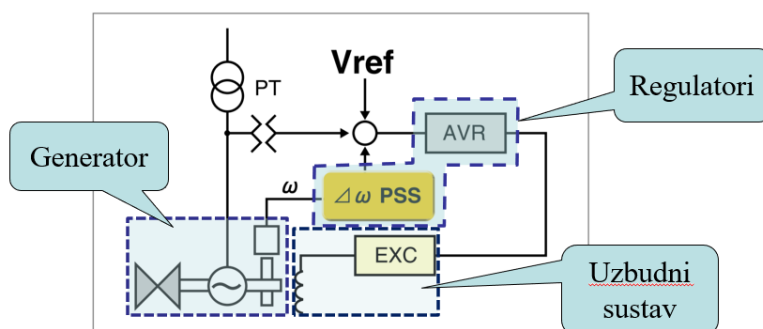 PT
Vref
Regulatori
AVR
Generator
ω
⊿ω PSS
EXC
Uzbudni
sustav